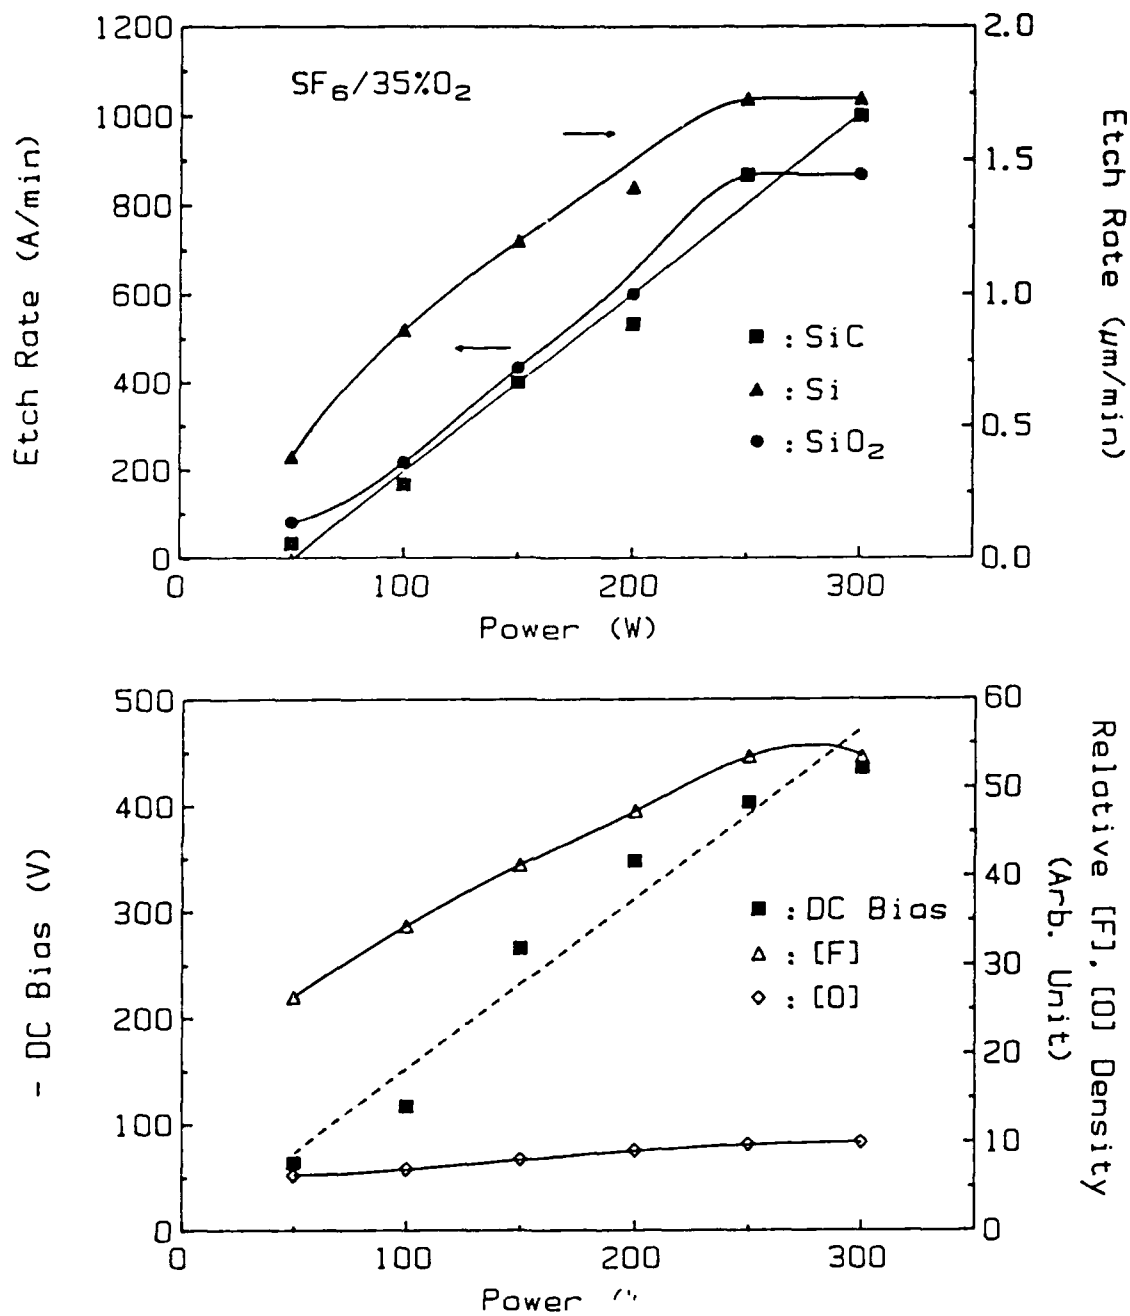 SF6/35%O2
1200
1000
800
600
400
200
0
Etch Rate (A/min)
2.0
1.5
1.0
0.5
0.0
Etch Rate (μm/min)
■ : SiC
▲ : Si
● : SiO2
0 100 200 300
Power (W)
500
400
300
200
100
0
- DC Bias (V)
60
50
40
30
20
10
0
Relative [F], [O] Density
(Arb. Unit)
■ : DC Bias
△ : [F]
◇ : [O]
0 100 200 300
Power